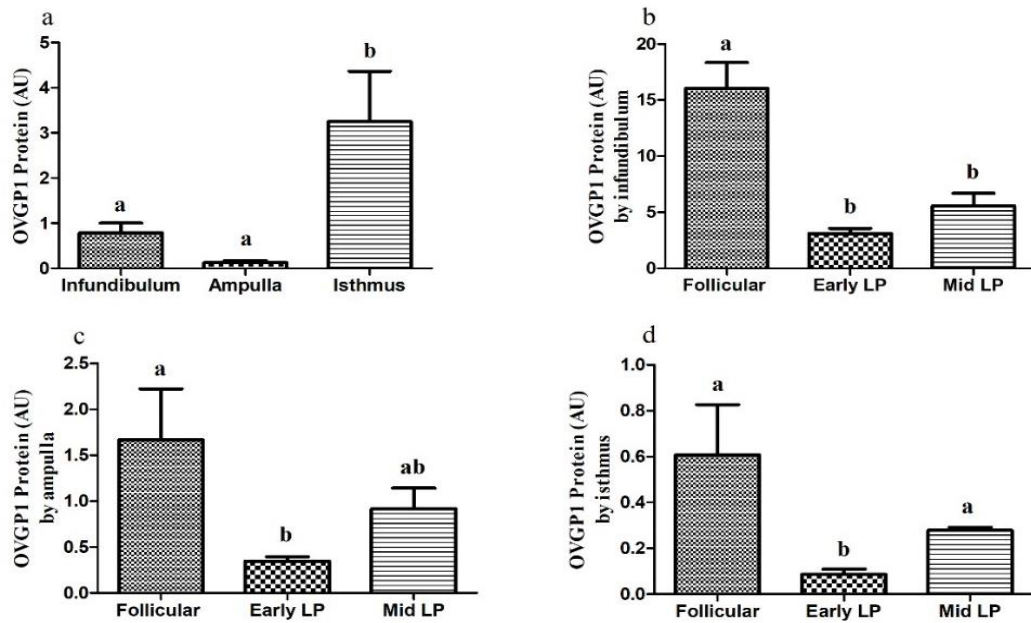 a
OVGP1 Protein (AU)
5
4
3
2
1
0
a
a
b
Infundibulum Ampulla Isthmus
b
OVGP1 Protein (AU)
by infundibulum
20
15
10
5
0
a
b
b
Follicular Early LP Mid LP
c
OVGP1 Protein (AU)
by ampulla
2.5
2.0
1.5
1.0
0.5
0.0
a
b
ab
Follicular Early LP Mid LP
d
OVGP1 Protein (AU)
by isthmus
1.0
0.8
0.6
0.4
0.2
0.0
a
b
a
Follicular Early LP Mid LP